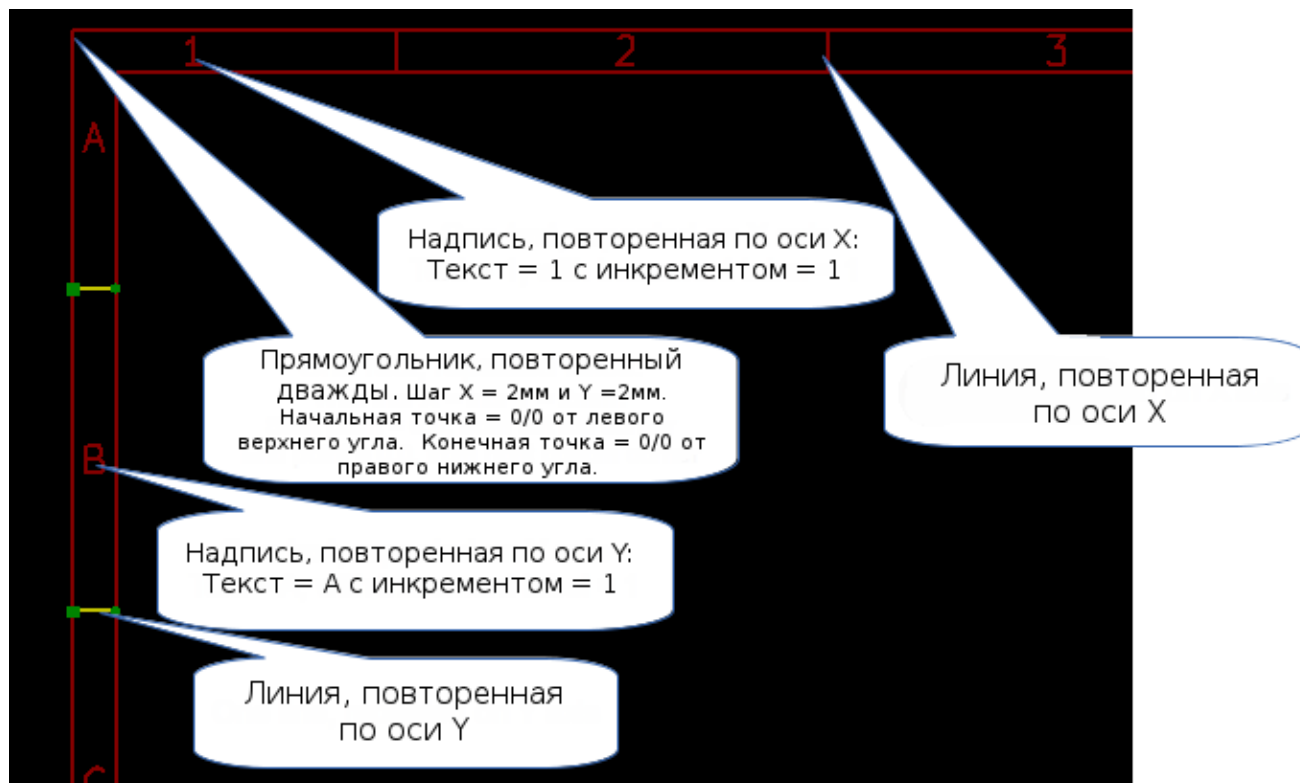 1 2 3
A
Надпись, повторенная по оси X:
Текст = 1 с инкрементом = 1
Прямоугольник, повторенный
дважды. Шаг X = 2мм и Y =2мм.
Начальная точка = 0/0 от левого
верхнего угла. Конечная точка = 0/0 от
правого нижнего угла.
Линия, повторенная
по оси X
B
Надпись, повторенная по оси Y:
Текст = A с инкрементом = 1
Линия, повторенная
по оси Y
C